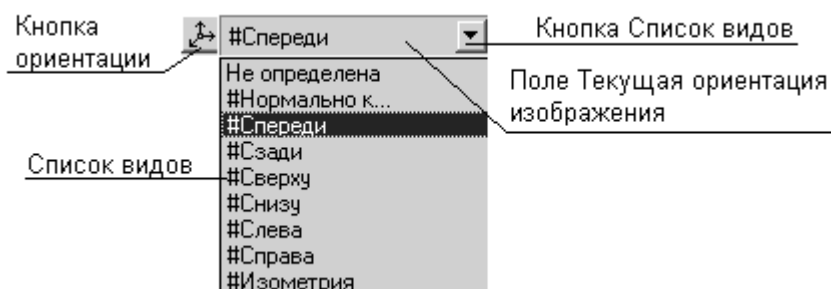 Кнопка
ориентации
#Спереди
Кнопка Список видов
Не определена
#Нормально к...
#Спереди
#Сзади
#Сверху
#Снизу
#Слева
#Справа
#Изометрия
Поле Текущая ориентация
изображения
Список видов